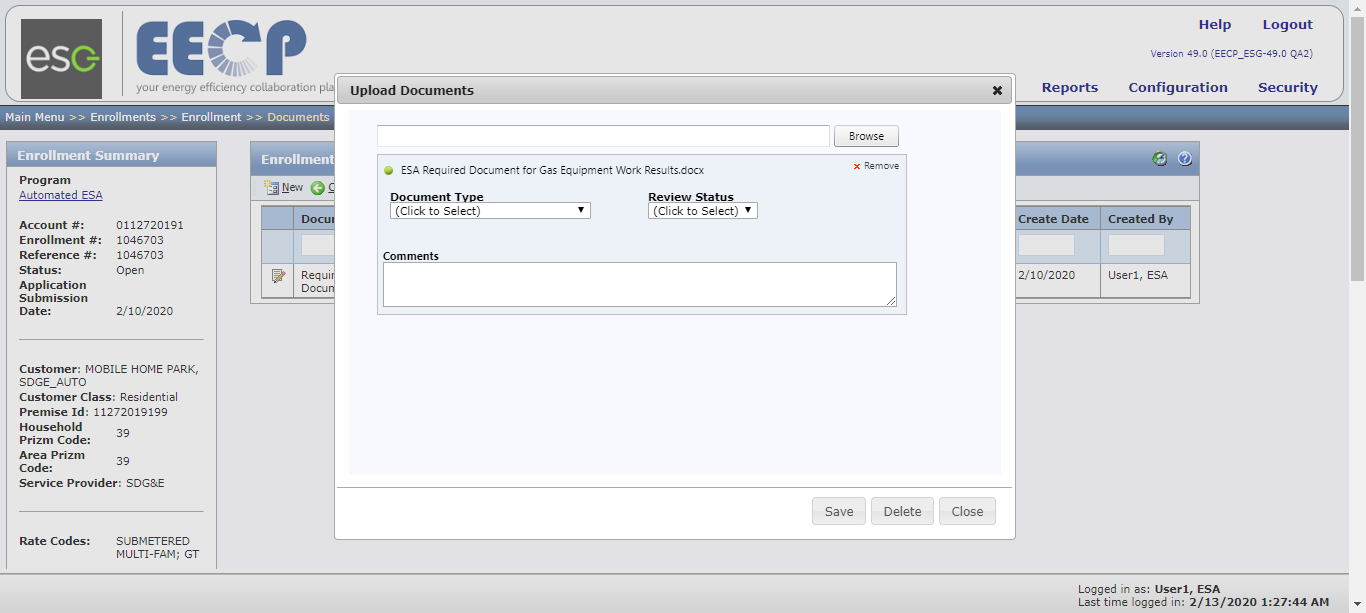 esc
EECP
your energy efficiency collaboration pla
Help Logout
Version 49.0 (EECP_ESG-49.0 QA2)
Reports Configuration Security
Main Menu >> Enrollments >> Enrollment >> Documents
Upload Documents
Browse
ESA Required Document for Gas Equipment Work Results.docx
Remove
Document Type
(Click to Select)
Review Status
(Click to Select)
Comments
Save Delete Close
Enrollment Summary
Program
Automated ESA
Account #: 0112720191
Enrollment #: 1046703
Reference #: 1046703
Status: Open
Application
Submission
Date: 2/10/2020
Customer: MOBILE HOME PARK,
SDGE_AUTO
Customer Class: Residential
Premise Id: 11272019199
Household
Prizm Code: 39
Area Prizm
Code: 39
Service Provider: SDG&E
Rate Codes: SUBMETERED
MULTI-FAM; GT
Enrollment
New C
Docum Create Date Created By
Requir 2/10/2020 User1, ESA
Docum
Logged in as: User1, ESA
Last time logged in: 2/13/2020 1:27:44 AM